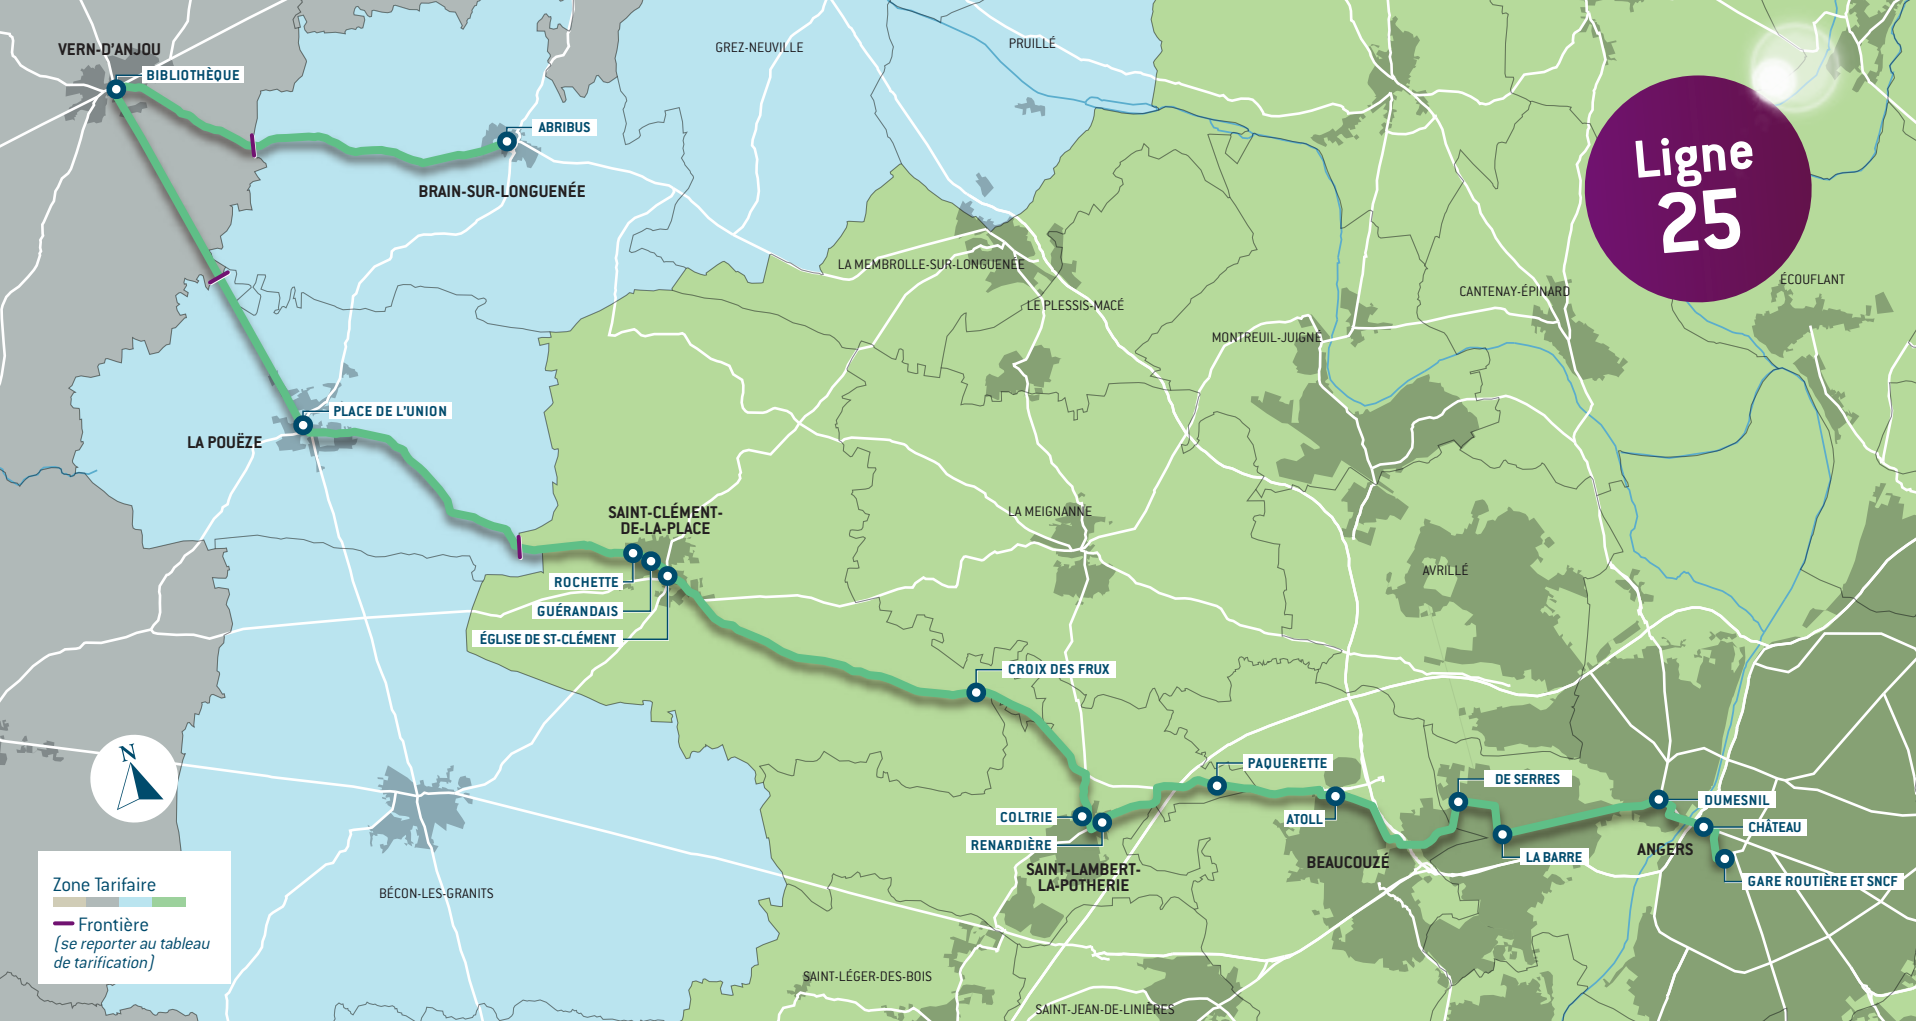 VERN-D'ANJOU
BIBLIOTHÈQUE
GREZ-NEUVILLE
PRUILLÉ
ABRIBUS
BRAIN-SUR-LONGUENÉE
Ligne
25
LA MEMBROLLE-SUR-LONGUENÉE
LE PLESSIS-MACÉ
CANTENAY-ÉPINARD
ÉCOUFLANT
MONTREUIL-JUIGNÉ
PLACE DE L'UNION
LA POUËZE
SAINT-CLÉMENT-
DE-LA-PLACE
LA MEIGNANNE
AVRILLÉ
ROCHETTE
GUÉRANDAIS
ÉGLISE DE ST-CLÉMENT
CROIX DES FRUX
PAQUERETTE
DE SERRES
COLTRIE
RENARDIÈRE
ATOLL
DUMESNIL
CHÂTEAU
ANGERS
LA BARRE
BEAUCOUZÉ
GARE ROUTIÈRE ET SNCF
SAINT-LAMBERT-
LA-POTHERIE
N
BÉCON-LES-GRANITS
SAINT-LÉGER-DES-BOIS
SAINT-JEAN-DE-LINIÈRES
Zone Tarifaire
Frontière
(se reporter au tableau
de tarification)